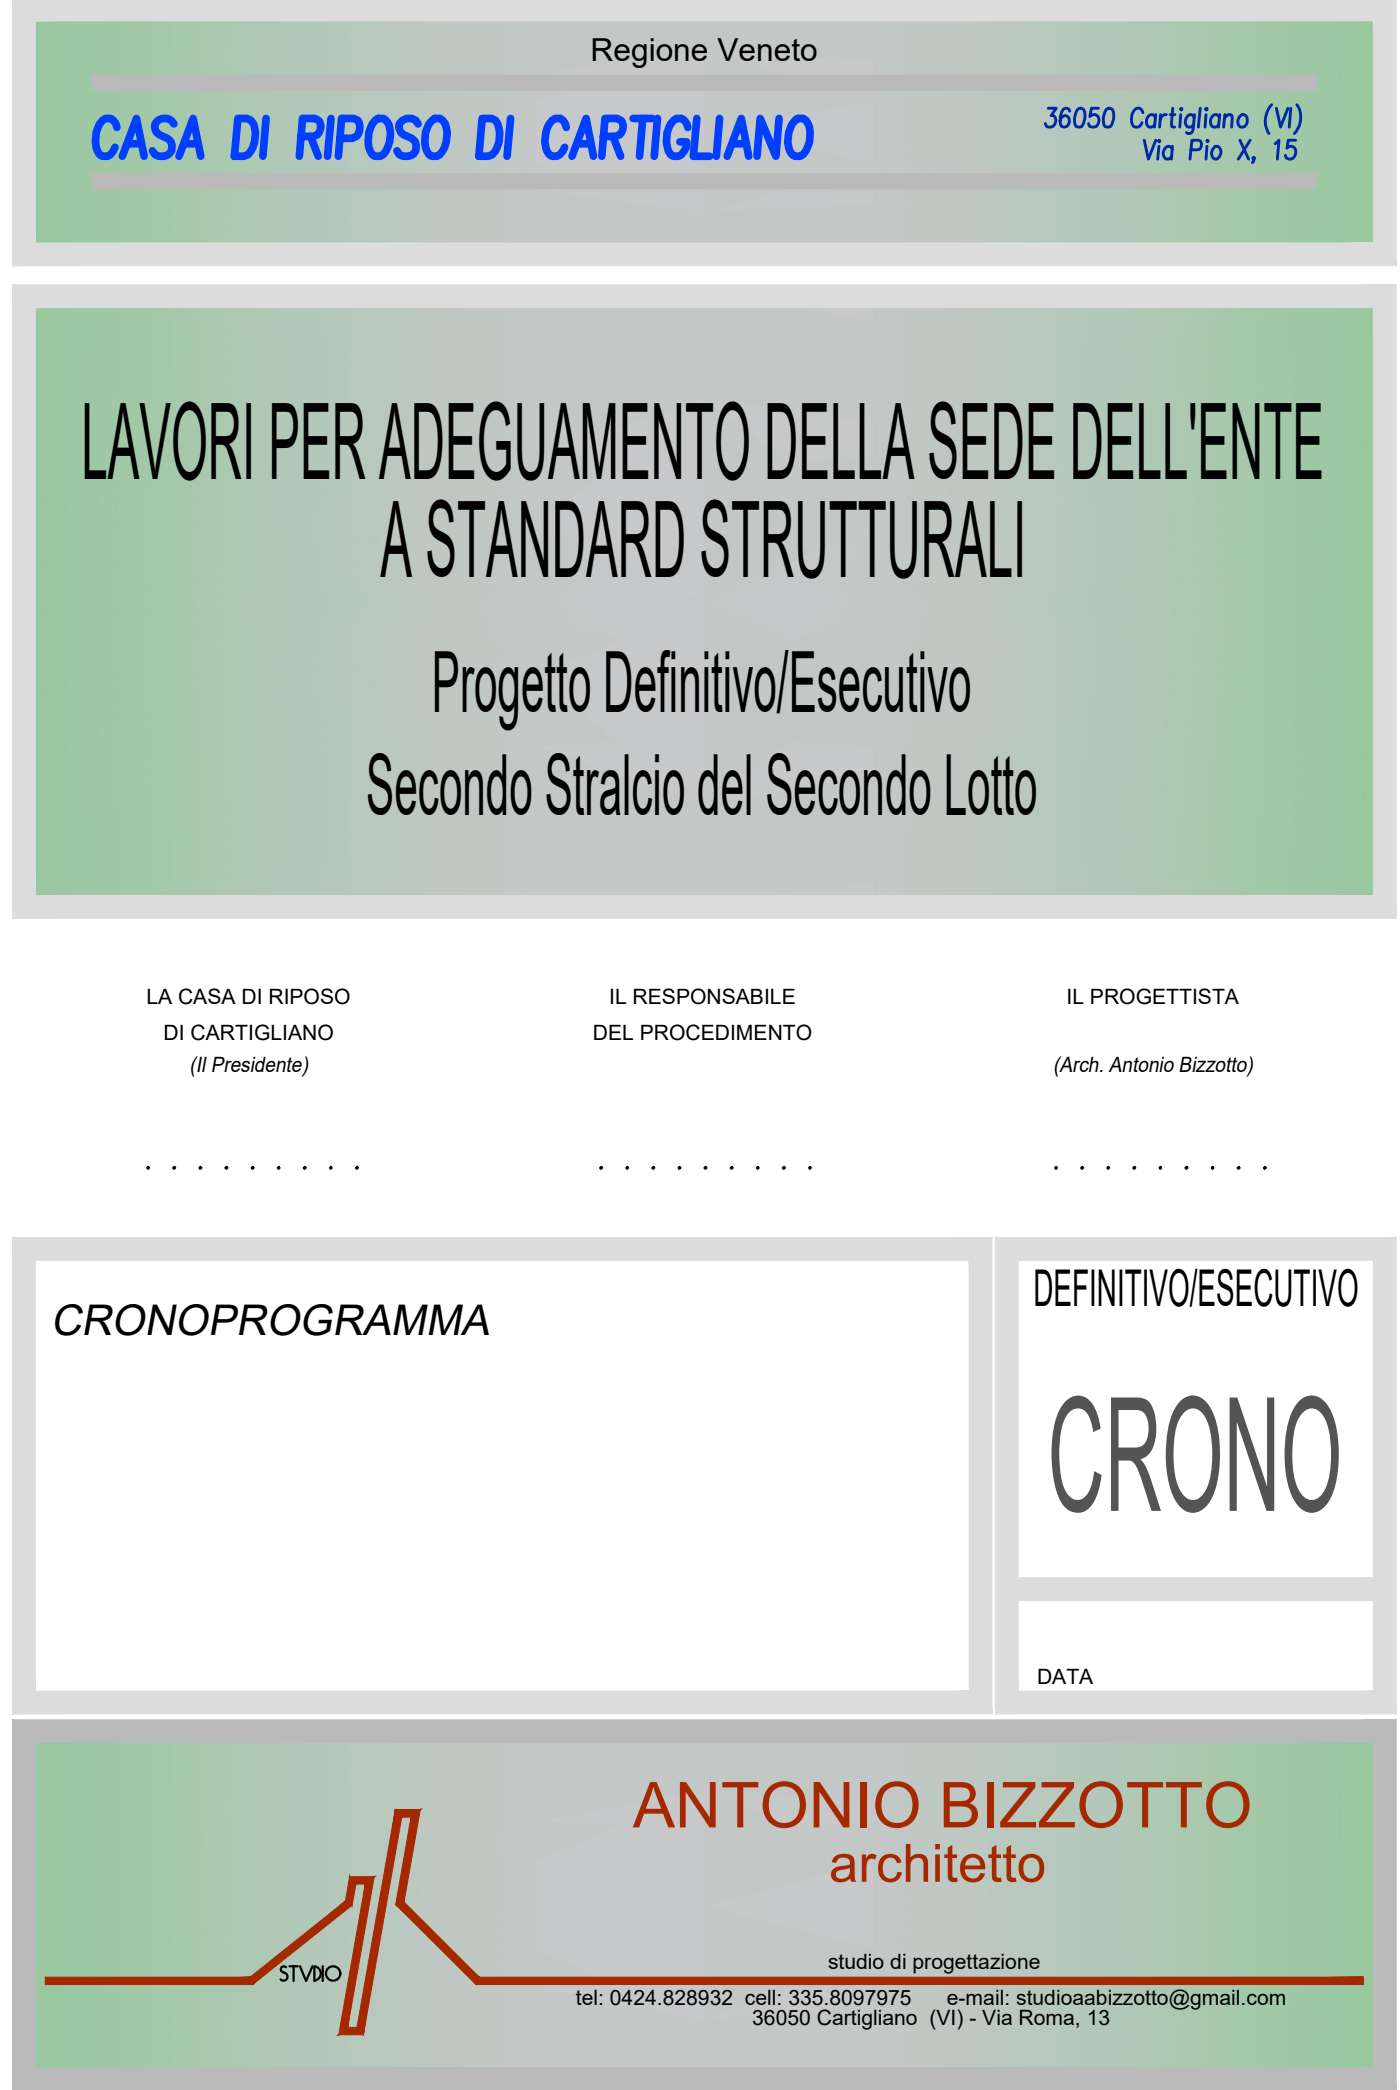 Regione Veneto
CASA DI RIPOSO DI CARTIGLIANO
36050 Cartigliano (VI)
Via Pio X, 15
LAVORI PER ADEGUAMENTO DELLA SEDE DELL'ENTE
A STANDARD STRUTTURALI
Progetto Definitivo/Esecutivo
Secondo Stralcio del Secondo Lotto
LA CASA DI RIPOSO
DI CARTIGLIANO
(Il Presidente)
. . . . . . . . .
IL RESPONSABILE
DEL PROCEDIMENTO
. . . . . . . . .
IL PROGETTISTA
(Arch. Antonio Bizzotto)
. . . . . . . . .
CRONOPROGRAMMA
DEFINITIVO/ESECUTIVO
CRONO
DATA
STVDIO
ANTONIO BIZZOTTO
architetto
studio di progettazione
tel: 0424.828932 cell: 335.8097975 e-mail: studioaabizzotto@gmail.com
36050 Cartigliano (VI) - Via Roma, 13